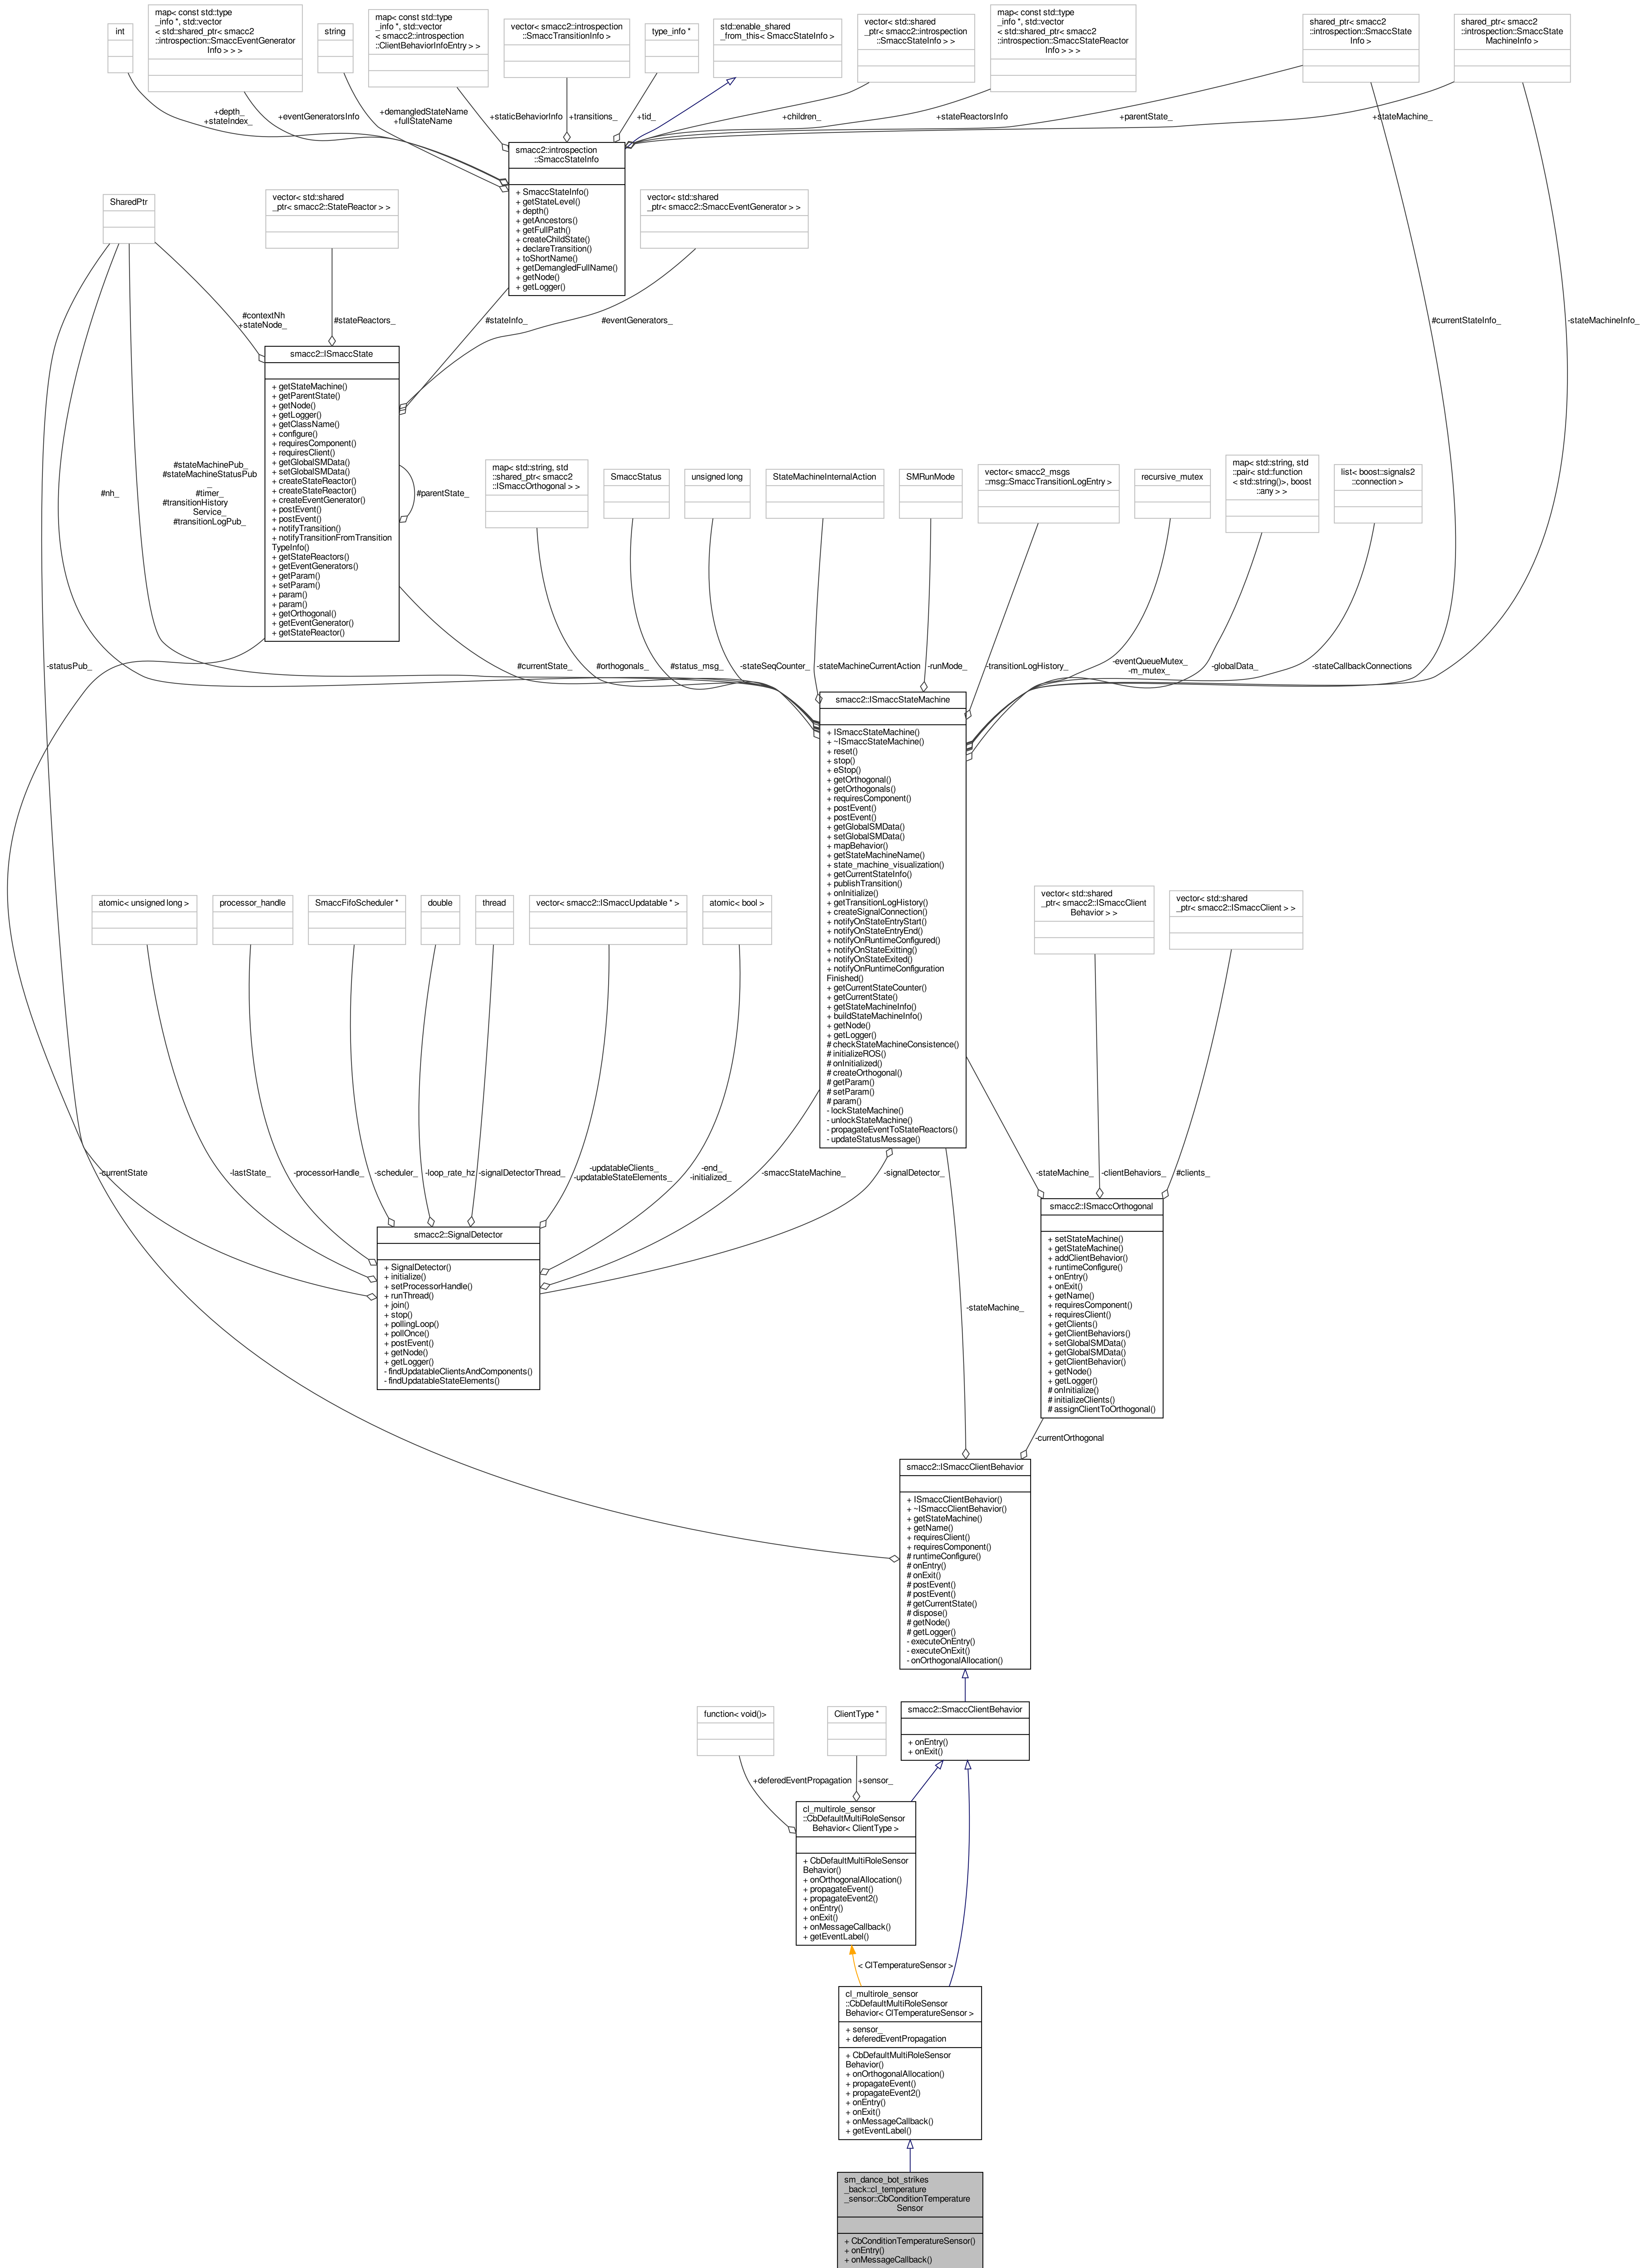 int
map< const std::type
_info *, std::vector
< std::shared_ptr< smacc2
::introspection::SmaccEventGenerator
Info > > >
string
map< const std::type
_info *, std::vector
< smacc2::introspection
::ClientBehaviorInfoEntry > >
vector< smacc2::introspection
::SmaccTransitionInfo >
type_info *
std::enable_shared
_from_this< SmaccStateInfo >
vector< std::shared
_ptr< smacc2::introspection
::SmaccStateInfo > >
map< const std::type
_info *, std::vector
< std::shared_ptr< smacc2
::introspection::SmaccStateReactor
Info > > >
shared_ptr< smacc2
::introspection::SmaccState
Info >
shared_ptr< smacc2
::introspection::SmaccState
MachineInfo >
+depth_
+stateIndex_
+eventGeneratorsInfo
+demangledStateName
+fullStateName
+staticBehaviorInfo
+transitions_
+tid_
+children_
+stateReactorsInfo
+parentState_
+stateMachine_
smacc2::introspection
::SmaccStateInfo
+ SmaccStateInfo()
+ getStateLevel()
+ depth()
+ getAncestors()
+ getFullPath()
+ createChildState()
+ declareTransition()
+ toShortName()
+ getDemangledFullName()
+ getNode()
+ getLogger()
SharedPtr
vector< std::shared
_ptr< smacc2::StateReactor > >
vector< std::shared
_ptr< smacc2::SmaccEventGenerator > >
#contextNh
+stateNode_
#stateReactors_
#stateInfo_
#eventGenerators_
#currentStateInfo_
-stateMachineInfo_
smacc2::ISmaccState
+ getStateMachine()
+ getParentState()
+ getNode()
+ getLogger()
+ getClassName()
+ configure()
+ requiresComponent()
+ requiresClient()
+ getGlobalSMData()
+ setGlobalSMData()
+ createStateReactor()
+ createStateReactor()
+ createEventGenerator()
+ postEvent()
+ postEvent()
+ notifyTransition()
+ notifyTransitionFromTransition
TypeInfo()
+ getStateReactors()
+ getEventGenerators()
+ getParam()
+ setParam()
+ param()
+ param()
+ getOrthogonal()
+ getEventGenerator()
+ getStateReactor()
#parentState_
#nh_
#stateMachinePub_
#stateMachineStatusPub
_
#timer_
#transitionHistory
Service_
#transitionLogPub_
map< std::string, std
::shared_ptr< smacc2
::ISmaccOrthogonal > >
SmaccStatus
unsigned long
StateMachineInternalAction
SMRunMode
vector< smacc2_msgs
::msg::SmaccTransitionLogEntry >
recursive_mutex
map< std::string, std
::pair< std::function
< std::string()>, boost
::any > >
list< boost::signals2
::connection >
-statusPub_
#currentState_
#orthogonals_
#status_msg_
-stateSeqCounter_
-stateMachineCurrentAction
-runMode_
-transitionLogHistory_
-eventQueueMutex_
-m_mutex_
-globalData_
-stateCallbackConnections
smacc2::ISmaccStateMachine
+ ISmaccStateMachine()
+ ~ISmaccStateMachine()
+ reset()
+ stop()
+ eStop()
+ getOrthogonal()
+ getOrthogonals()
+ requiresComponent()
+ postEvent()
+ postEvent()
+ getGlobalSMData()
+ setGlobalSMData()
+ mapBehavior()
+ getStateMachineName()
+ state_machine_visualization()
+ getCurrentStateInfo()
+ publishTransition()
+ onInitialize()
+ getTransitionLogHistory()
+ createSignalConnection()
+ notifyOnStateEntryStart()
+ notifyOnStateEntryEnd()
+ notifyOnRuntimeConfigured()
+ notifyOnStateExitting()
+ notifyOnStateExited()
+ notifyOnRuntimeConfiguration
Finished()
+ getCurrentStateCounter()
+ getCurrentState()
+ getStateMachineInfo()
+ buildStateMachineInfo()
+ getNode()
+ getLogger()
# checkStateMachineConsistence()
# initializeROS()
# onInitialized()
# createOrthogonal()
# getParam()
# setParam()
# param()
- lockStateMachine()
- unlockStateMachine()
- propagateEventToStateReactors()
- updateStatusMessage()
atomic< unsigned long >
processor_handle
SmaccFifoScheduler *
double
thread
vector< smacc2::ISmaccUpdatable * >
atomic< bool >
vector< std::shared
_ptr< smacc2::ISmaccClient
Behavior > >
vector< std::shared
_ptr< smacc2::ISmaccClient > >
-currentState
-lastState_
-processorHandle_
-scheduler_
-loop_rate_hz
-signalDetectorThread_
-updatableClients_
-updatableStateElements_
-end_
-initialized_
-smaccStateMachine_
-signalDetector_
-stateMachine_
-clientBehaviors_
#clients_
smacc2::SignalDetector
+ SignalDetector()
+ initialize()
+ setProcessorHandle()
+ runThread()
+ join()
+ stop()
+ pollingLoop()
+ pollOnce()
+ postEvent()
+ getNode()
+ getLogger()
- findUpdatableClientsAndComponents()
- findUpdatableStateElements()
smacc2::ISmaccOrthogonal
+ setStateMachine()
+ getStateMachine()
+ addClientBehavior()
+ runtimeConfigure()
+ onEntry()
+ onExit()
+ getName()
+ requiresComponent()
+ requiresClient()
+ getClients()
+ getClientBehaviors()
+ setGlobalSMData()
+ getGlobalSMData()
+ getClientBehavior()
+ getNode()
+ getLogger()
# onInitialize()
# initializeClients()
# assignClientToOrthogonal()
-stateMachine_
-currentOrthogonal
smacc2::ISmaccClientBehavior
+ ISmaccClientBehavior()
+ ~ISmaccClientBehavior()
+ getStateMachine()
+ getName()
+ requiresClient()
+ requiresComponent()
# runtimeConfigure()
# onEntry()
# onExit()
# postEvent()
# postEvent()
# getCurrentState()
# dispose()
# getNode()
# getLogger()
- executeOnEntry()
- executeOnExit()
- onOrthogonalAllocation()
function< void()>
ClientType *
smacc2::SmaccClientBehavior
+ onEntry()
+ onExit()
+deferedEventPropagation
+sensor_
cl_multirole_sensor
::CbDefaultMultiRoleSensor
Behavior< ClientType >
+ CbDefaultMultiRoleSensor
Behavior()
+ onOrthogonalAllocation()
+ propagateEvent()
+ propagateEvent2()
+ onEntry()
+ onExit()
+ onMessageCallback()
+ getEventLabel()
< ClTemperatureSensor >
cl_multirole_sensor
::CbDefaultMultiRoleSensor
Behavior< ClTemperatureSensor >
+ sensor_
+ deferedEventPropagation
+ CbDefaultMultiRoleSensor
Behavior()
+ onOrthogonalAllocation()
+ propagateEvent()
+ propagateEvent2()
+ onEntry()
+ onExit()
+ onMessageCallback()
+ getEventLabel()
sm_dance_bot_strikes
_back::cl_temperature
_sensor::CbConditionTemperature
Sensor
+ CbConditionTemperatureSensor()
+ onEntry()
+ onMessageCallback()